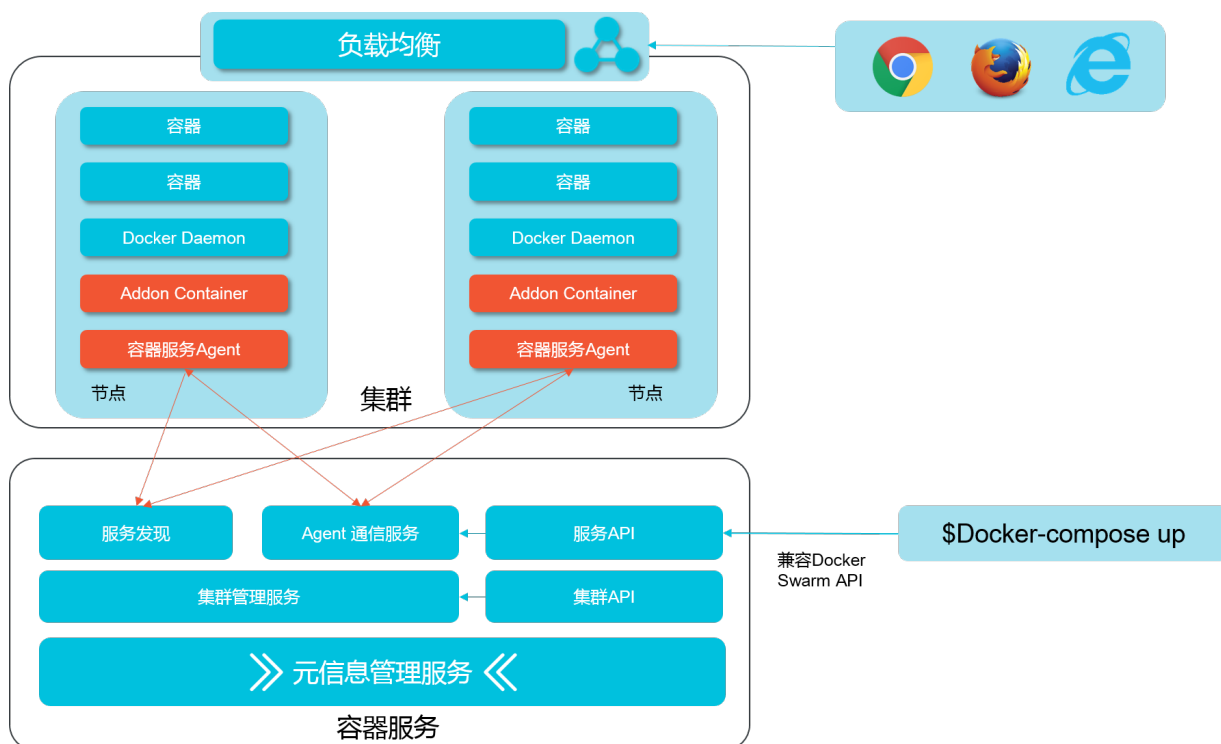 负载均衡
容器
容器
Docker Daemon
Addon Container
容器服务Agent
节点
容器
容器
Docker Daemon
Addon Container
容器服务Agent
节点
集群
服务发现
Agent 通信服务
服务API
集群管理服务
集群API
元信息管理服务
容器服务
$Docker-compose up
兼容Docker
Swarm API